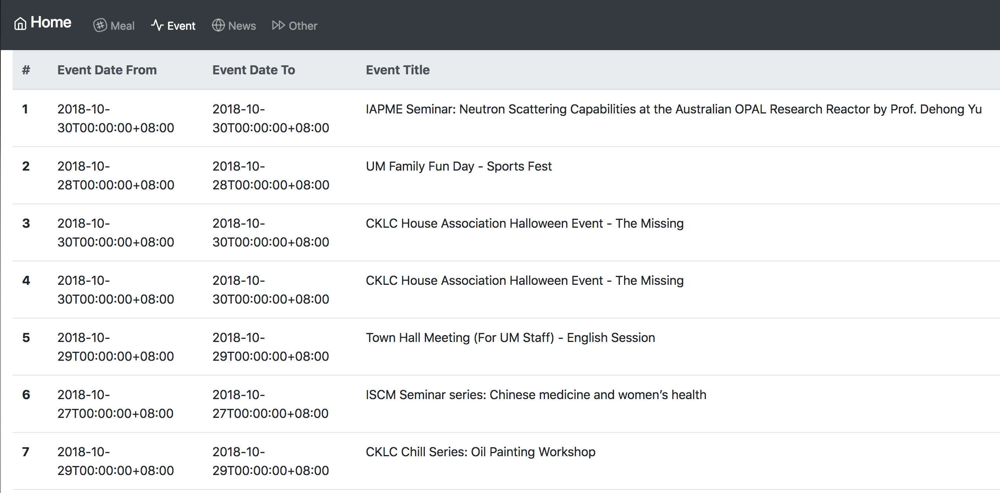 Home Meal Event News Other
# Event Date From Event Date To Event Title
1 2018-10- 2018-10- IAPME Seminar: Neutron Scattering Capabilities at the Australian OPAL Research Reactor by Prof. Dehong Yu
30T00:00:00+08:00 30T00:00:00+08:00
2 2018-10- 2018-10- UM Family Fun Day - Sports Fest
28T00:00:00+08:00 28T00:00:00+08:00
3 2018-10- 2018-10- CKLC House Association Halloween Event - The Missing
30T00:00:00+08:00 30T00:00:00+08:00
4 2018-10- 2018-10- CKLC House Association Halloween Event - The Missing
30T00:00:00+08:00 30T00:00:00+08:00
5 2018-10- 2018-10- Town Hall Meeting (For UM Staff) - English Session
29T00:00:00+08:00 29T00:00:00+08:00
6 2018-10- 2018-10- ISCM Seminar series: Chinese medicine and women’s health
27T00:00:00+08:00 27T00:00:00+08:00
7 2018-10- 2018-10- CKLC Chill Series: Oil Painting Workshop
29T00:00:00+08:00 29T00:00:00+08:00